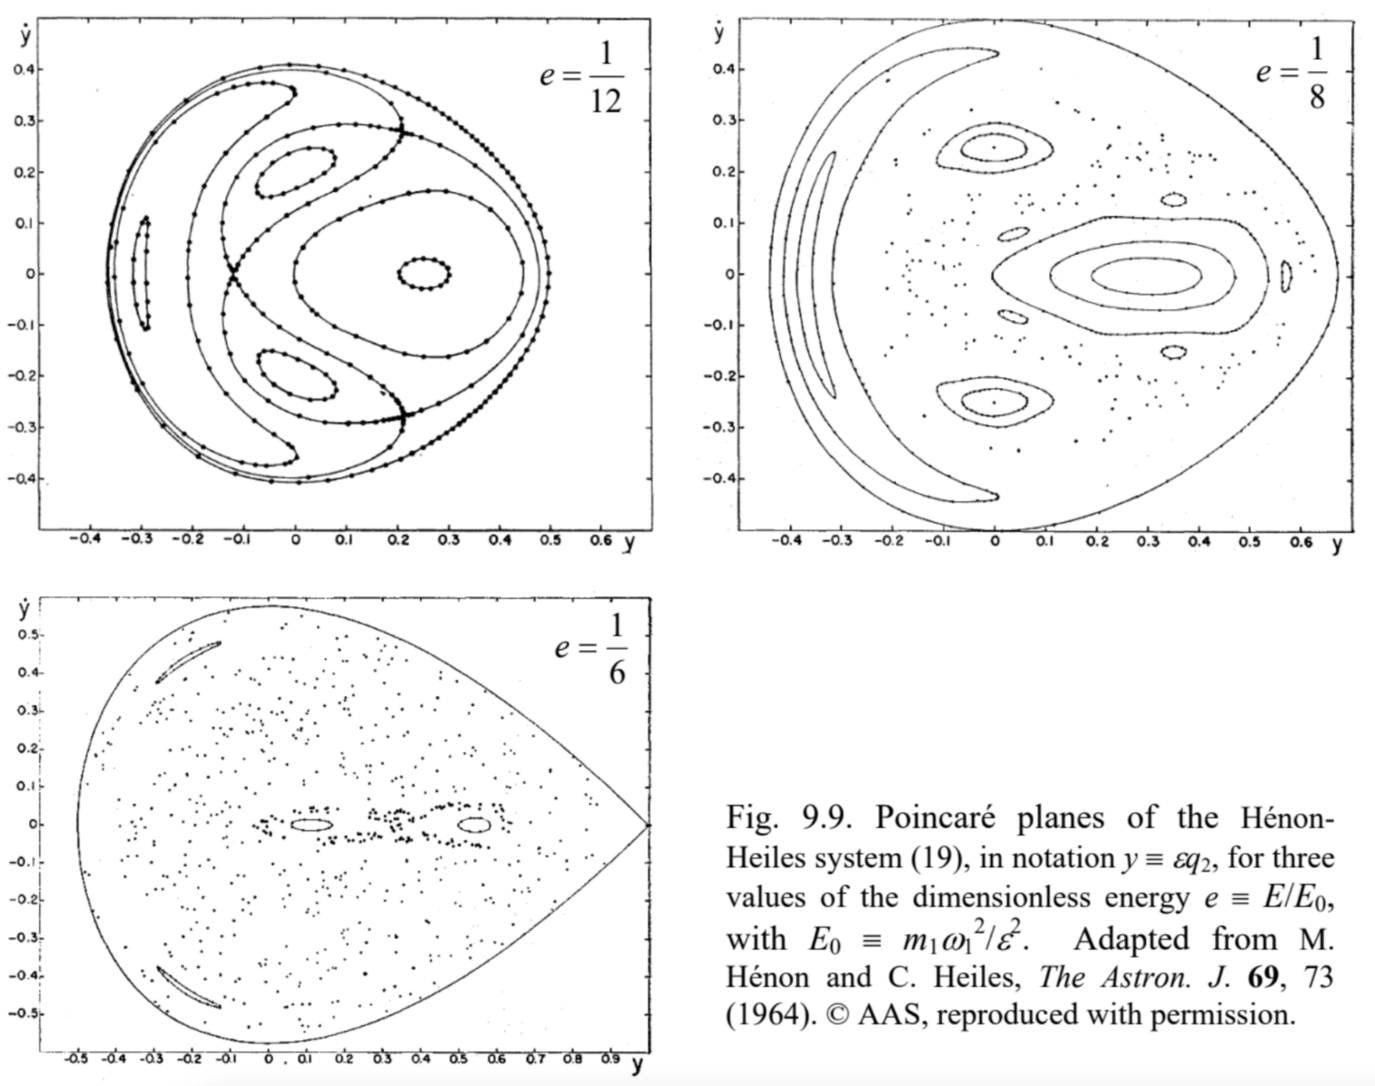 ẏ
e = 1/12
0.4
0.3
0.2
0.1
0
-0.1
-0.2
-0.3
-0.4
-0.4 -0.3 -0.2 -0.1 0 0.1 0.2 0.3 0.4 0.5 0.6 y
ẏ
e = 1/8
0.4
0.3
0.2
0.1
0
-0.1
-0.2
-0.3
-0.4
-0.4 -0.3 -0.2 -0.1 0 0.1 0.2 0.3 0.4 0.5 0.6 y
ẏ
e = 1/6
0.5
0.4
0.3
0.2
0.1
0
-0.1
-0.2
-0.3
-0.4
-0.5
-0.5 -0.4 -0.3 -0.2 -0.1 0 0.1 0.2 0.3 0.4 0.5 0.6 0.7 0.8 0.9 y
Fig. 9.9. Poincaré planes of the Hénon-
Heiles system (19), in notation y ≡ εq₂, for three
values of the dimensionless energy e ≡ E/E₀,
with E₀ ≡ m₁ω₁²/ε². Adapted from M.
Hénon and C. Heiles, The Astron. J. 69, 73
(1964). © AAS, reproduced with permission.